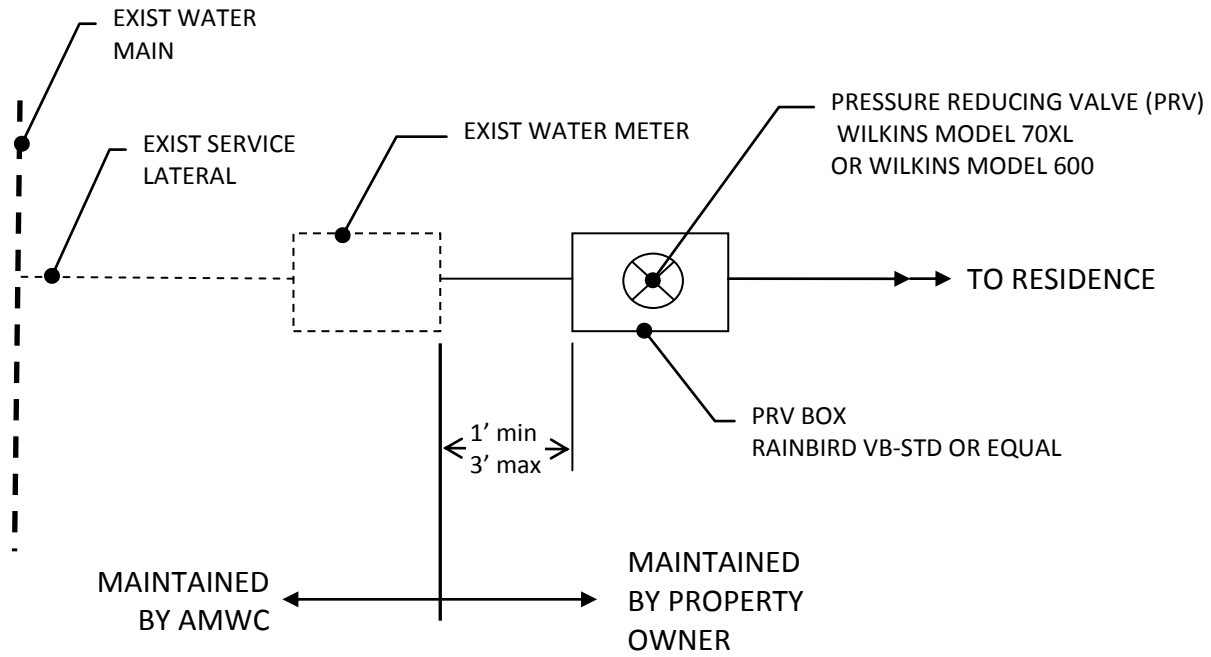 EXIST WATER
MAIN
EXIST SERVICE
LATERAL
EXIST WATER METER
PRESSURE REDUCING VALVE (PRV)
WILKINS MODEL 70XL
OR WILKINS MODEL 600
TO RESIDENCE
PRV BOX
RAINBIRD VB-STD OR EQUAL
1’ min
3’ max
MAINTAINED
BY AMWC
MAINTAINED
BY PROPERTY
OWNER